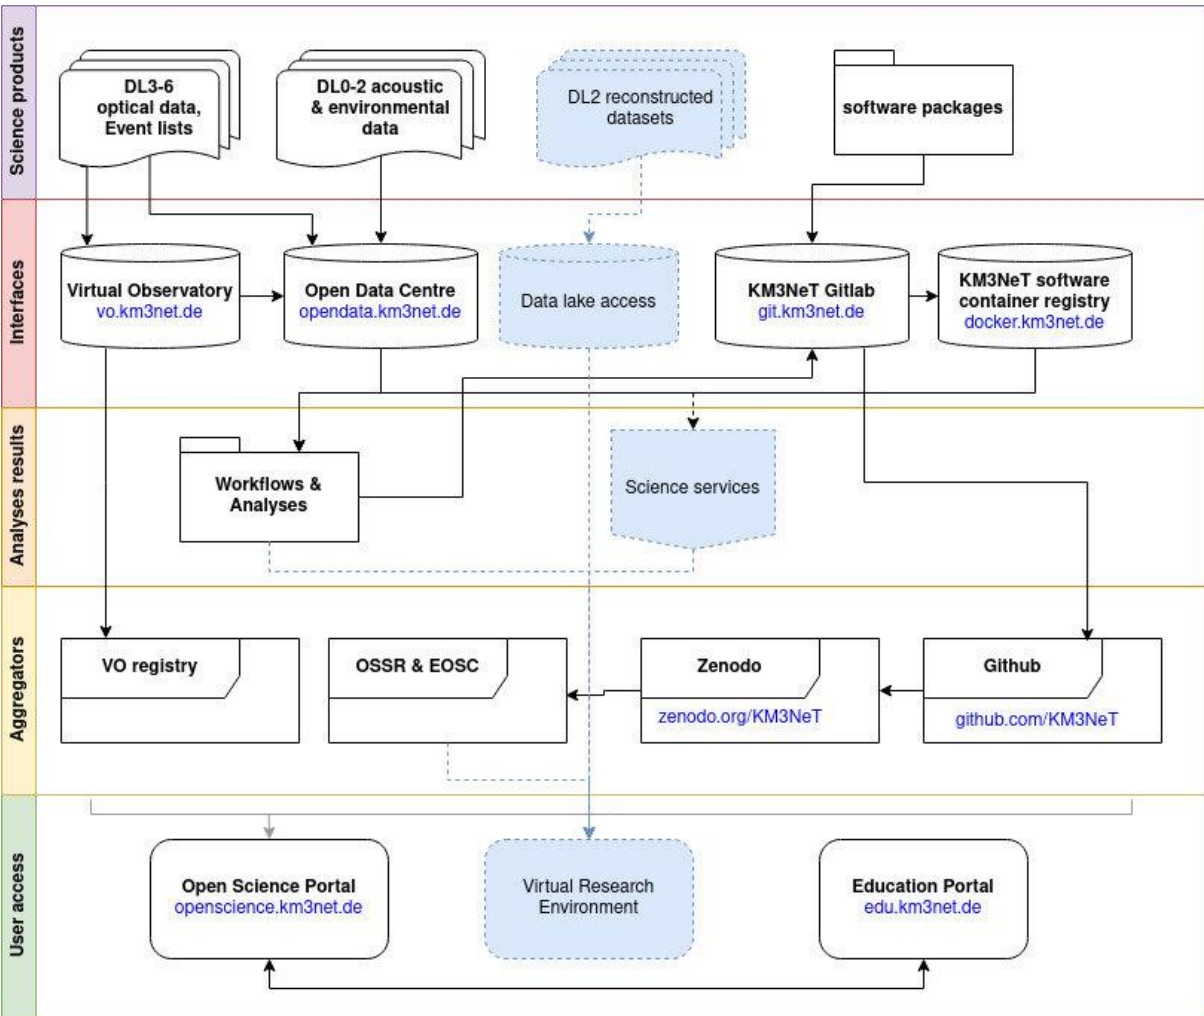 Science products
DL3-6
optical data,
Event lists
DL0-2 acoustic
& environmental
data
DL2 reconstructed
datasets
software packages
Interfaces
Virtual Observatory
vo.km3net.de
Open Data Centre
opendata.km3net.de
Data lake access
KM3NeT Gitlab
git.km3net.de
KM3NeT software
container registry
docker.km3net.de
Analyses results
Workflows &
Analyses
Science services
Aggregators
VO registry
OSSR & EOSC
Zenodo
zenodo.org/KM3NeT
Github
github.com/KM3NeT
User access
Open Science Portal
openscience.km3net.de
Virtual Research
Environment
Education Portal
edu.km3net.de